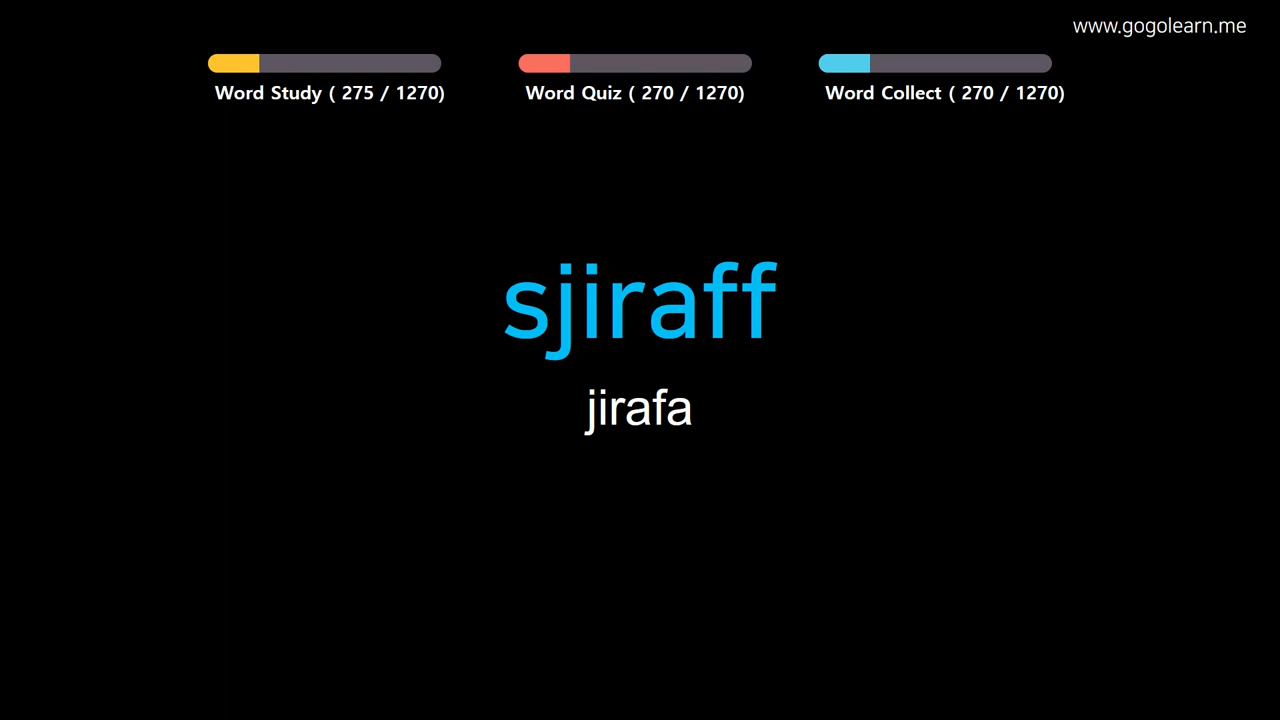 www.gogolearn.me
Word Study ( 275 / 1270)
Word Quiz ( 270 / 1270)
Word Collect ( 270 / 1270)
sjiraff
jirafa